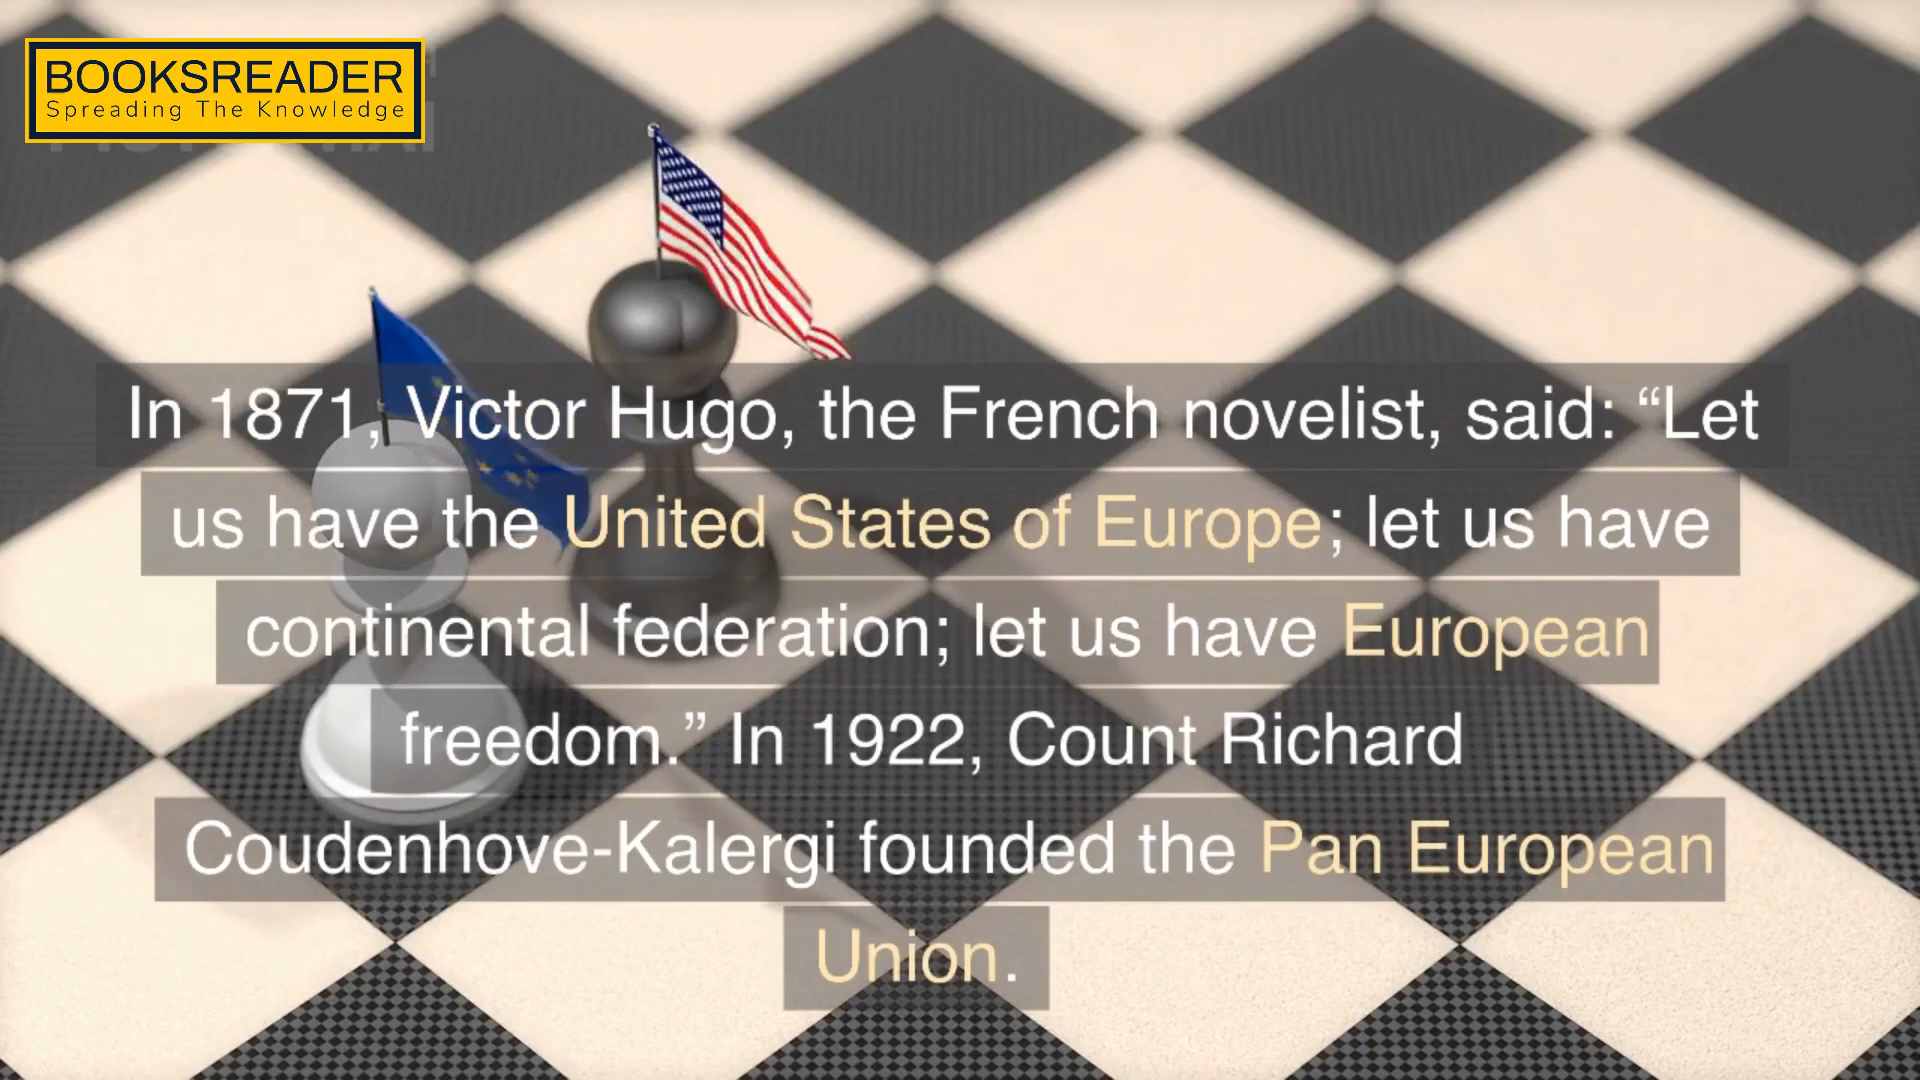 BOOKSREADER
Spreading The Knowledge
In 1871, Victor Hugo, the French novelist, said: “Let
us have the United States of Europe; let us have
continental federation; let us have European
freedom.” In 1922, Count Richard
Coudenhove-Kalergi founded the Pan European
Union.